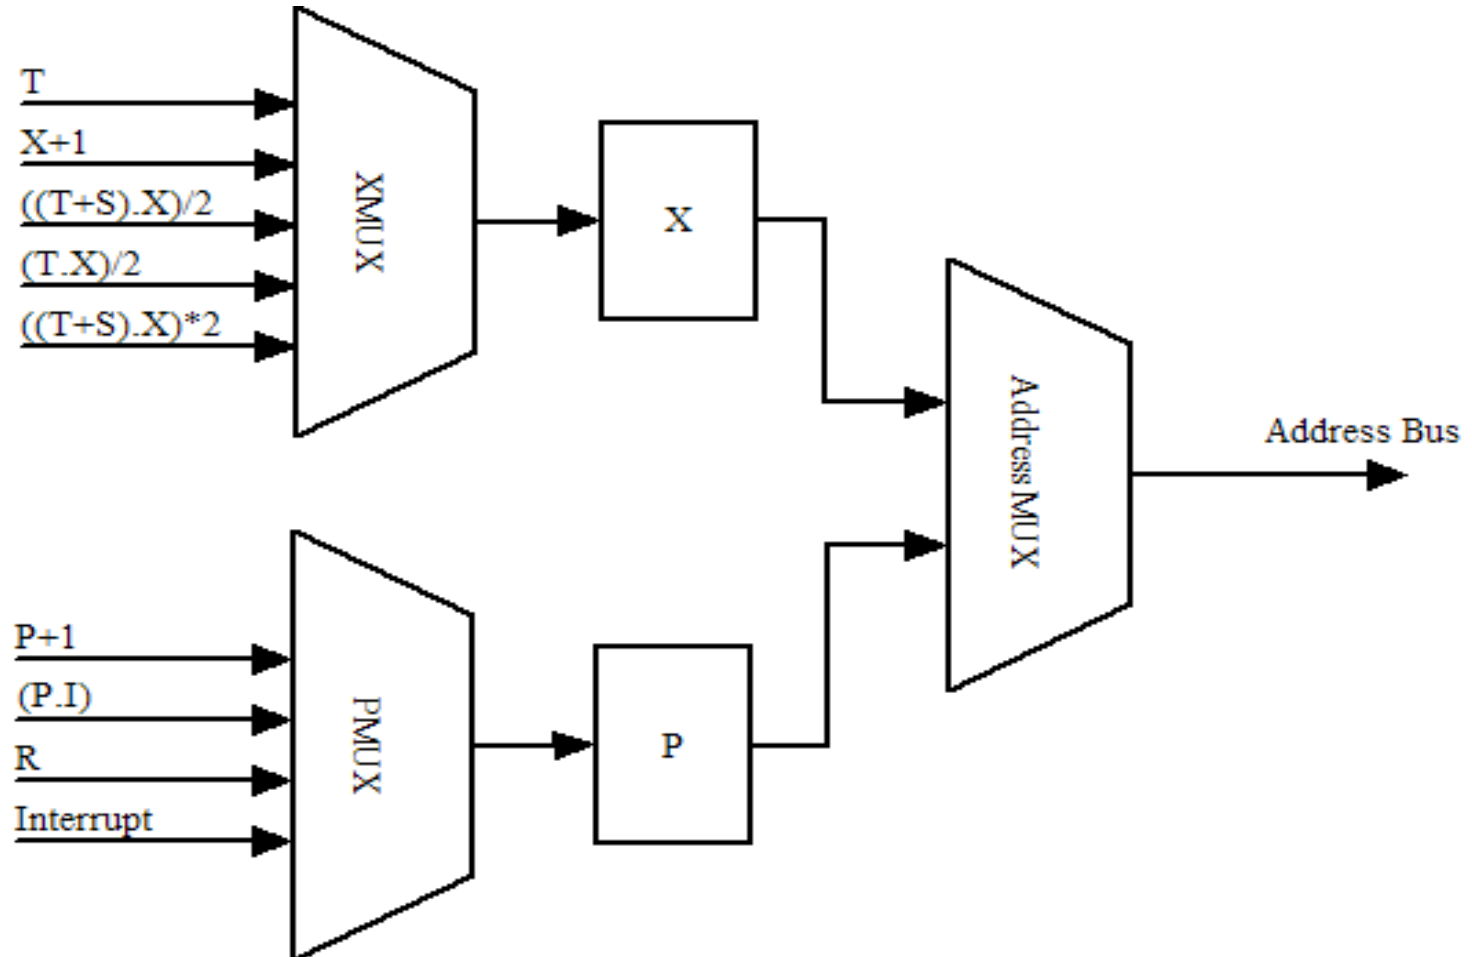 T
X+1
((T+S).X)/2
(T.X)/2
((T+S).X)*2
XMUX
X
Address MUX
Address Bus
P+1
(P.I)
R
Interrupt
PMUX
P